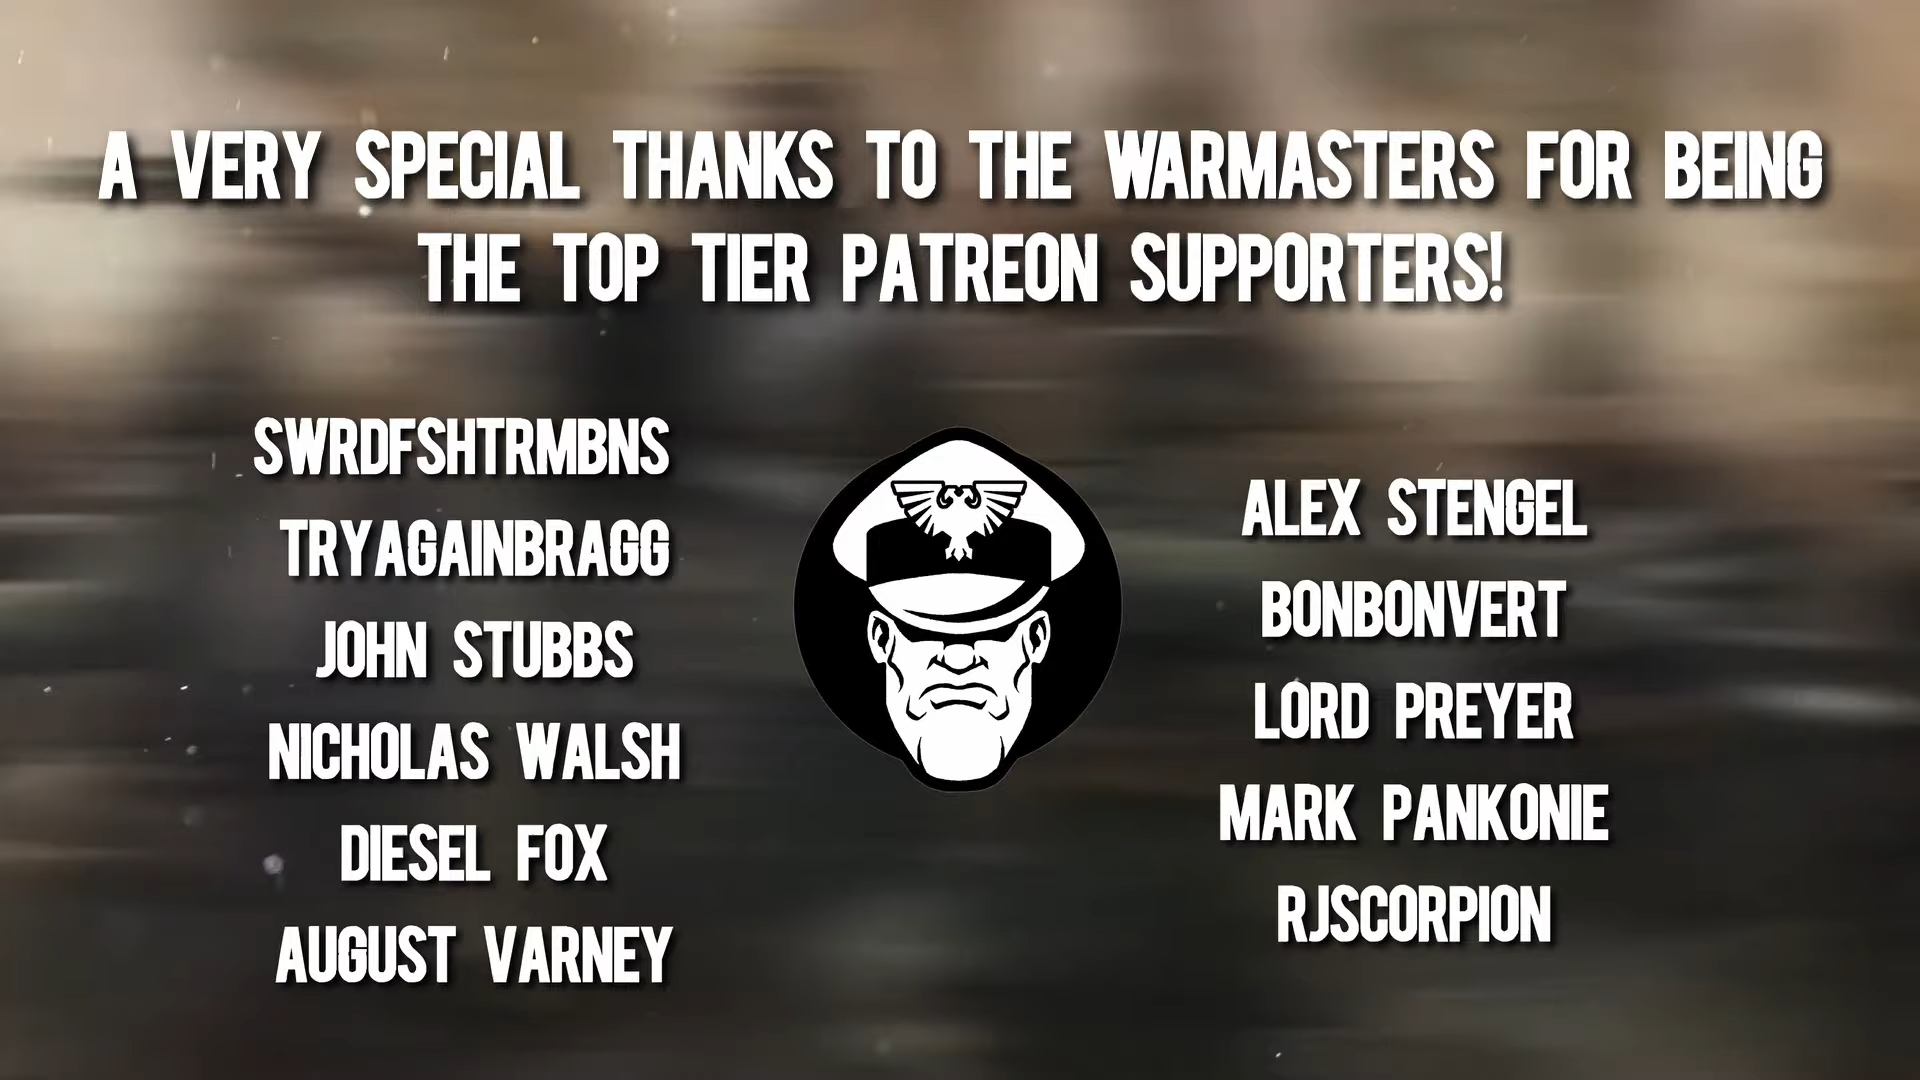 A VERY SPECIAL THANKS TO THE WARMASTERS FOR BEING
THE TOP TIER PATREON SUPPORTERS!
SWRDFSHTRMBNS
TRYAGAINBRAGG
JOHN STUBBS
NICHOLAS WALSH
DIESEL FOX
AUGUST VARNEY
ALEX STENGEL
BONBONVERT
LORD PREYER
MARK PANKONIE
RJSCORPION